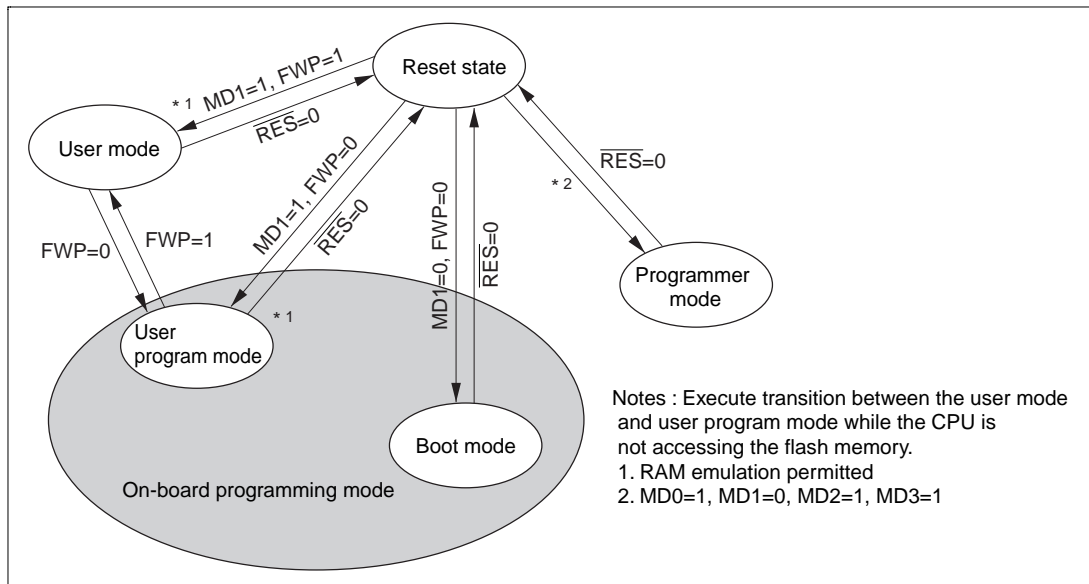 Reset state
* 1 MD1=1, FWP=1
RES=0
User mode
MD1=1, FWP=0
RES=0
MD1=0, FWP=0
RES=0
RES=0
* 2
FWP=0
FWP=1
Programmer
mode
User
program mode
* 1
Boot mode
On-board programming mode
Notes : Execute transition between the user mode
and user program mode while the CPU is
not accessing the flash memory.
1. RAM emulation permitted
2. MD0=1, MD1=0, MD2=1, MD3=1